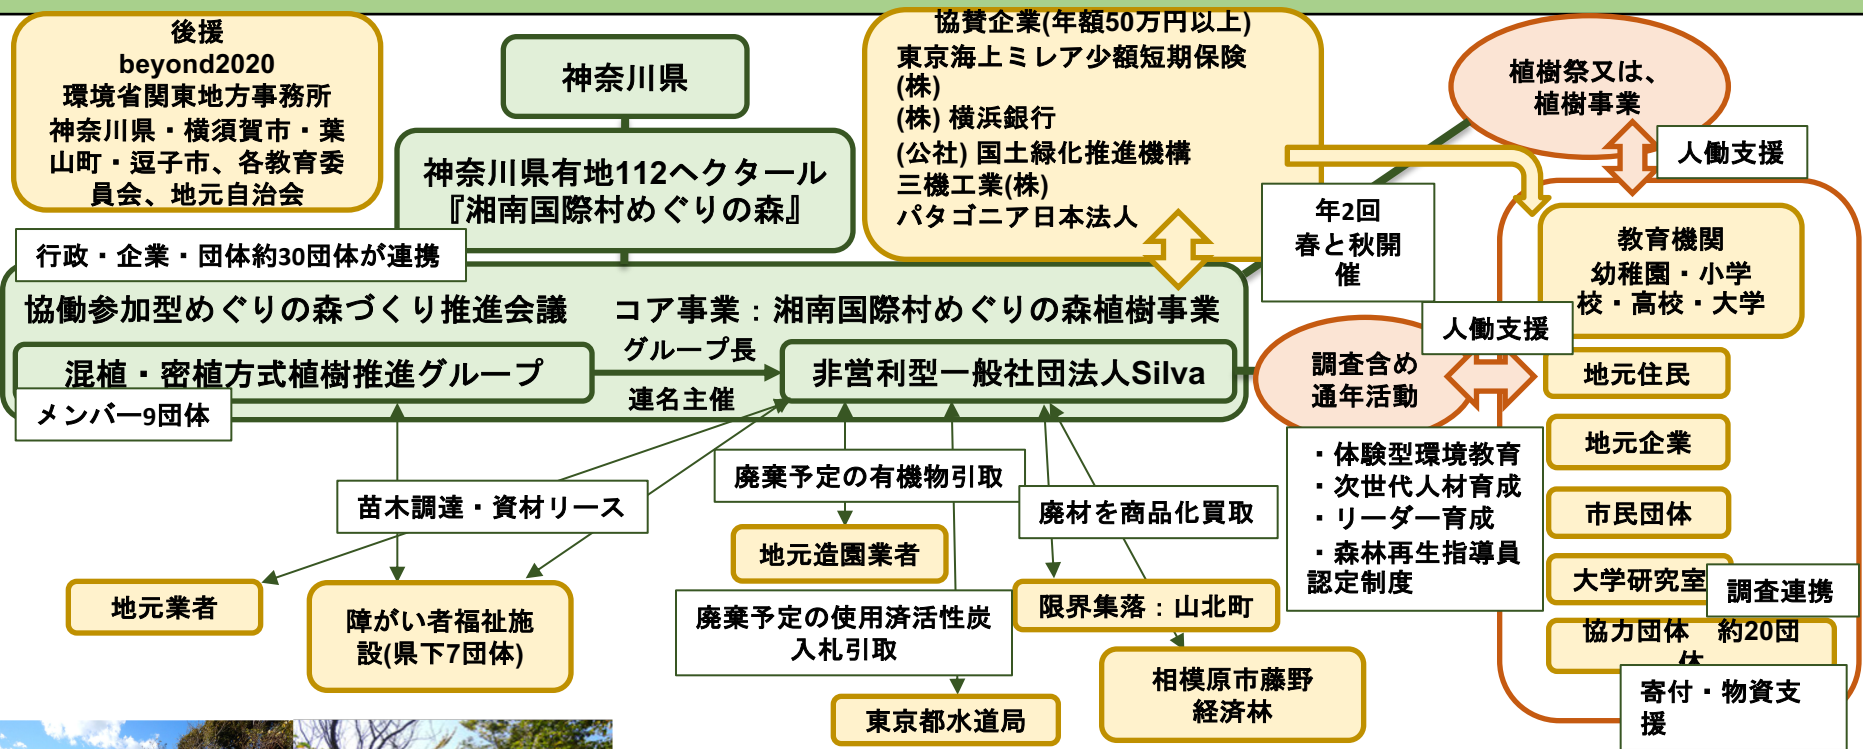 後援
beyond2020
環境省関東地方事務所
神奈川県・横須賀市・葉
山町・逗子市、各教育委
員会、地元自治会
神奈川県
神奈川県有地112ヘクタール
『湘南国際村めぐりの森』
協賛企業(年額50万円以上)
東京海上ミレア少額短期保険
(株)
(株) 横浜銀行
(公社) 国土緑化推進機構
三機工業(株)
パタゴニア日本法人
植樹祭又は、
植樹事業
人働支援
年2回
春と秋開
催
教育機関
幼稚園・小学
校・高校・大学
行政・企業・団体約30団体が連携
協働参加型めぐりの森づくり推進会議 コア事業：湘南国際村めぐりの森植樹事業
混植・密植方式植樹推進グループ
グループ長
連名主催
非営利型一般社団法人Silva
メンバー9団体
調査含め
通年活動
人働支援
地元住民
地元企業
市民団体
大学研究室
調査連携
協力団体 約20団
体
寄付・物資支
援
・体験型環境教育
・次世代人材育成
・リーダー育成
・森林再生指導員
認定制度
苗木調達・資材リース
廃棄予定の有機物引取
廃材を商品化買取
地元造園業者
地元業者
障がい者福祉施
設(県下7団体)
廃棄予定の使用済活性炭
入札引取
限界集落：山北町
相模原市藤野
経済林
東京都水道局